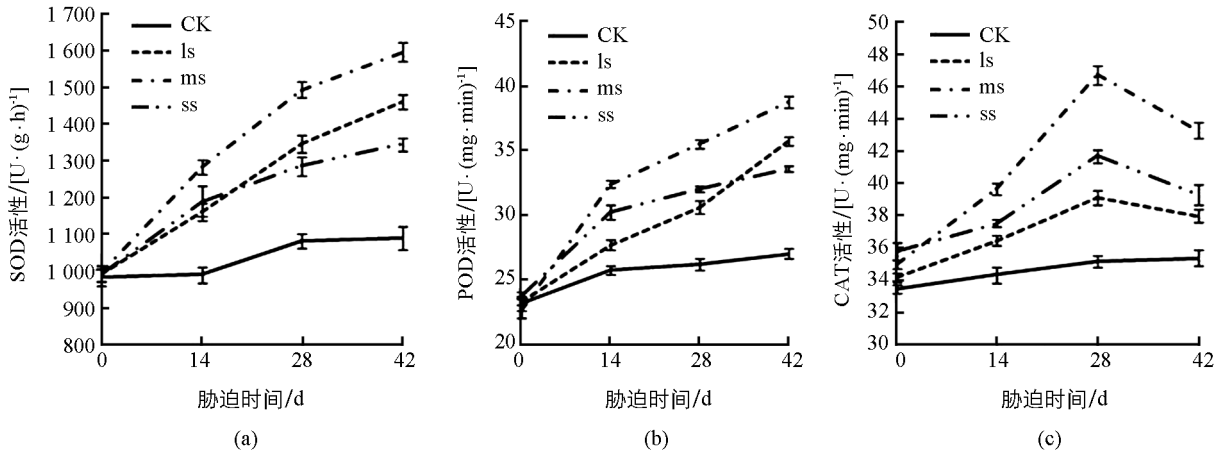 SOD活性/[U·(g·h)-1]
1 700
1 600
1 500
1 400
1 300
1 200
1 100
1 000
900
800
CK
ls
ms
ss
0
14
28
42
胁迫时间/d
(a)
POD活性/[U·(mg·min)-1]
45
40
35
30
25
20
CK
ls
ms
ss
0
14
28
42
胁迫时间/d
(b)
CAT活性/[U·(mg·min)-1]
50
48
46
44
42
40
38
36
34
32
30
CK
ls
ms
ss
0
14
28
42
胁迫时间/d
(c)